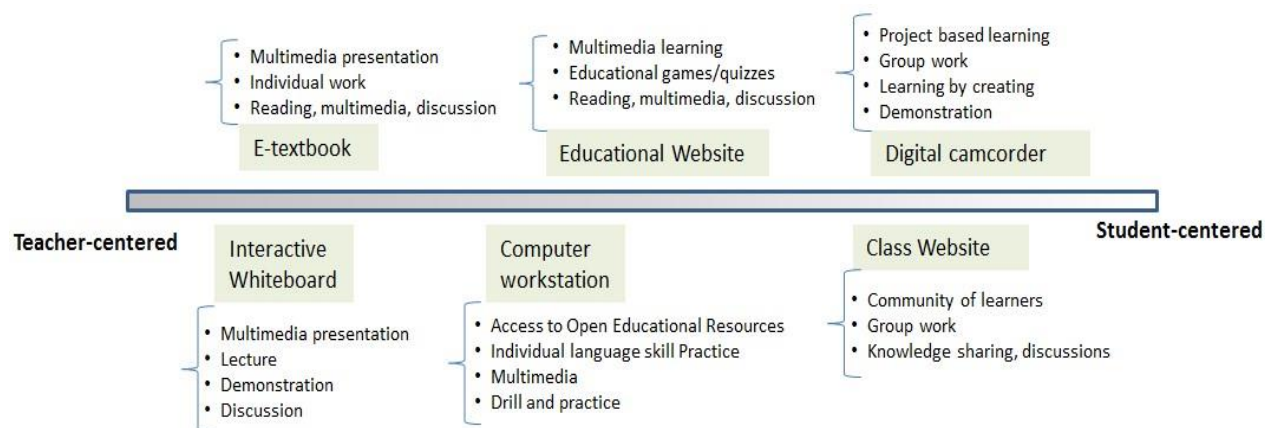 • Multimedia presentation
• Individual work
• Reading, multimedia, discussion
E-textbook
• Multimedia learning
• Educational games/quizzes
• Reading, multimedia, discussion
Educational Website
• Project based learning
• Group work
• Learning by creating
• Demonstration
Digital camcorder
Teacher-centered
Student-centered
Interactive
Whiteboard
• Multimedia presentation
• Lecture
• Demonstration
• Discussion
Computer
workstation
• Access to Open Educational Resources
• Individual language skill Practice
• Multimedia
• Drill and practice
Class Website
• Community of learners
• Group work
• Knowledge sharing, discussions